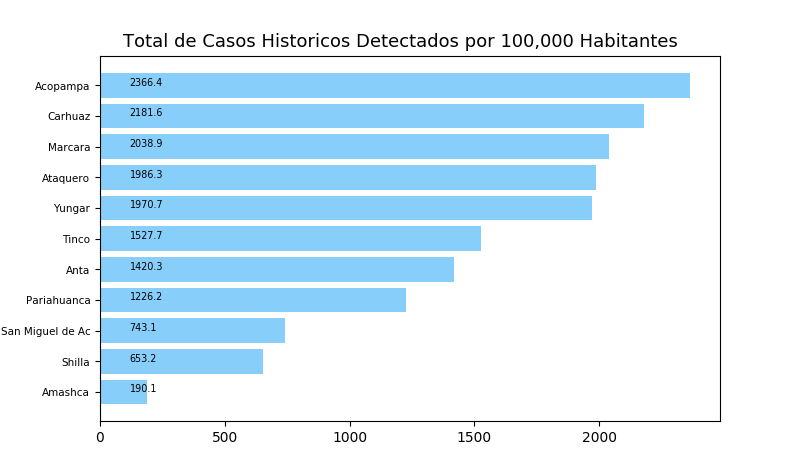 Total de Casos Historicos Detectados por 100,000 Habitantes
Acopampa 2366.4
Carhuaz 2181.6
Marcara 2038.9
Ataquero 1986.3
Yungar 1970.7
Tinco 1527.7
Anta 1420.3
Pariahuanca 1226.2
San Miguel de Ac 743.1
Shilla 653.2
Amashca 190.1
0 500 1000 1500 2000